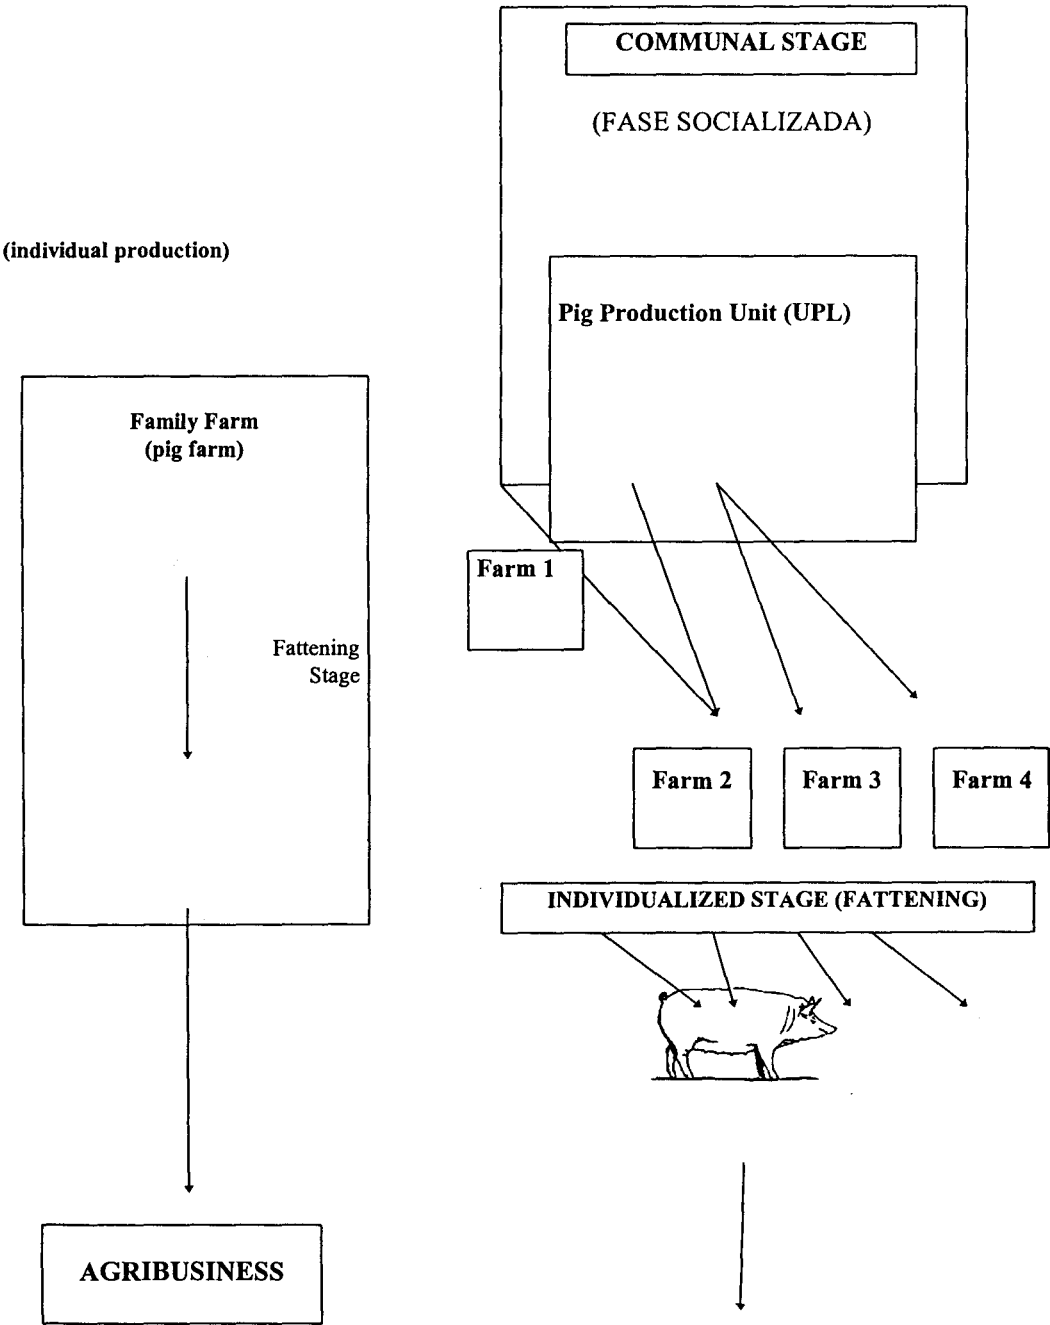 COMMUNAL STAGE
(FASE SOCIALIZADA)
(individual production)
Pig Production Unit (UPL)
Family Farm
(pig farm)
Farm 1
Fattening
Stage
Farm 2
Farm 3
Farm 4
INDIVIDUALIZED STAGE (FATTENING)
AGRIBUSINESS